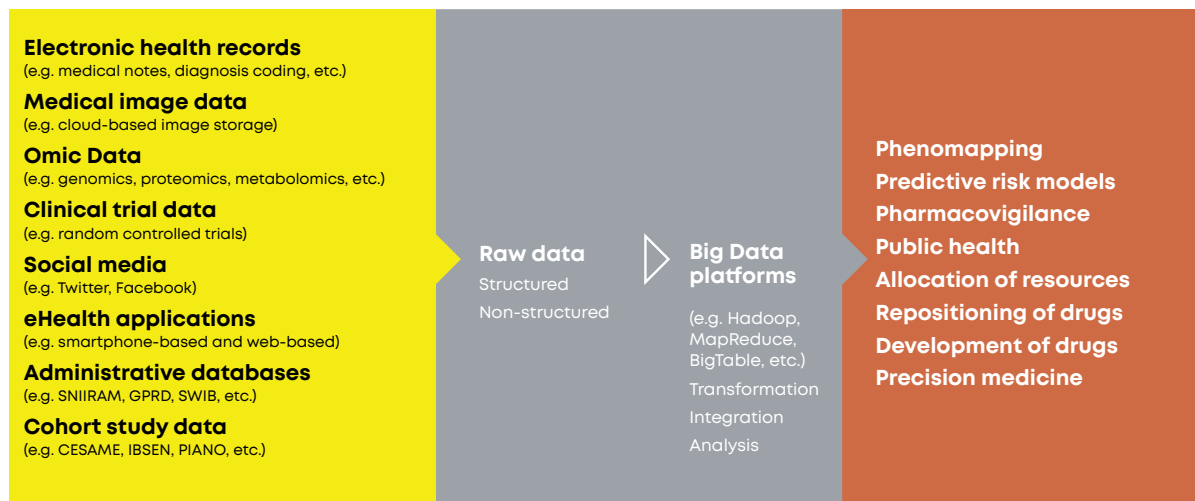 Electronic health records
(e.g. medical notes, diagnosis coding, etc.)
Medical image data
(e.g. cloud-based image storage)
Omic Data
(e.g. genomics, proteomics, metabolomics, etc.)
Clinical trial data
(e.g. random controlled trials)
Social media
(e.g. Twitter, Facebook)
eHealth applications
(e.g. smartphone-based and web-based)
Administrative databases
(e.g. SNIIRAM, GPRD, SWIB, etc.)
Cohort study data
(e.g. CESAME, IBSEN, PIANO, etc.)
Raw data
Structured
Non-structured
Big Data
platforms
(e.g. Hadoop,
MapReduce,
BigTable, etc.)
Transformation
Integration
Analysis
Phenomapping
Predictive risk models
Pharmacovigilance
Public health
Allocation of resources
Repositioning of drugs
Development of drugs
Precision medicine